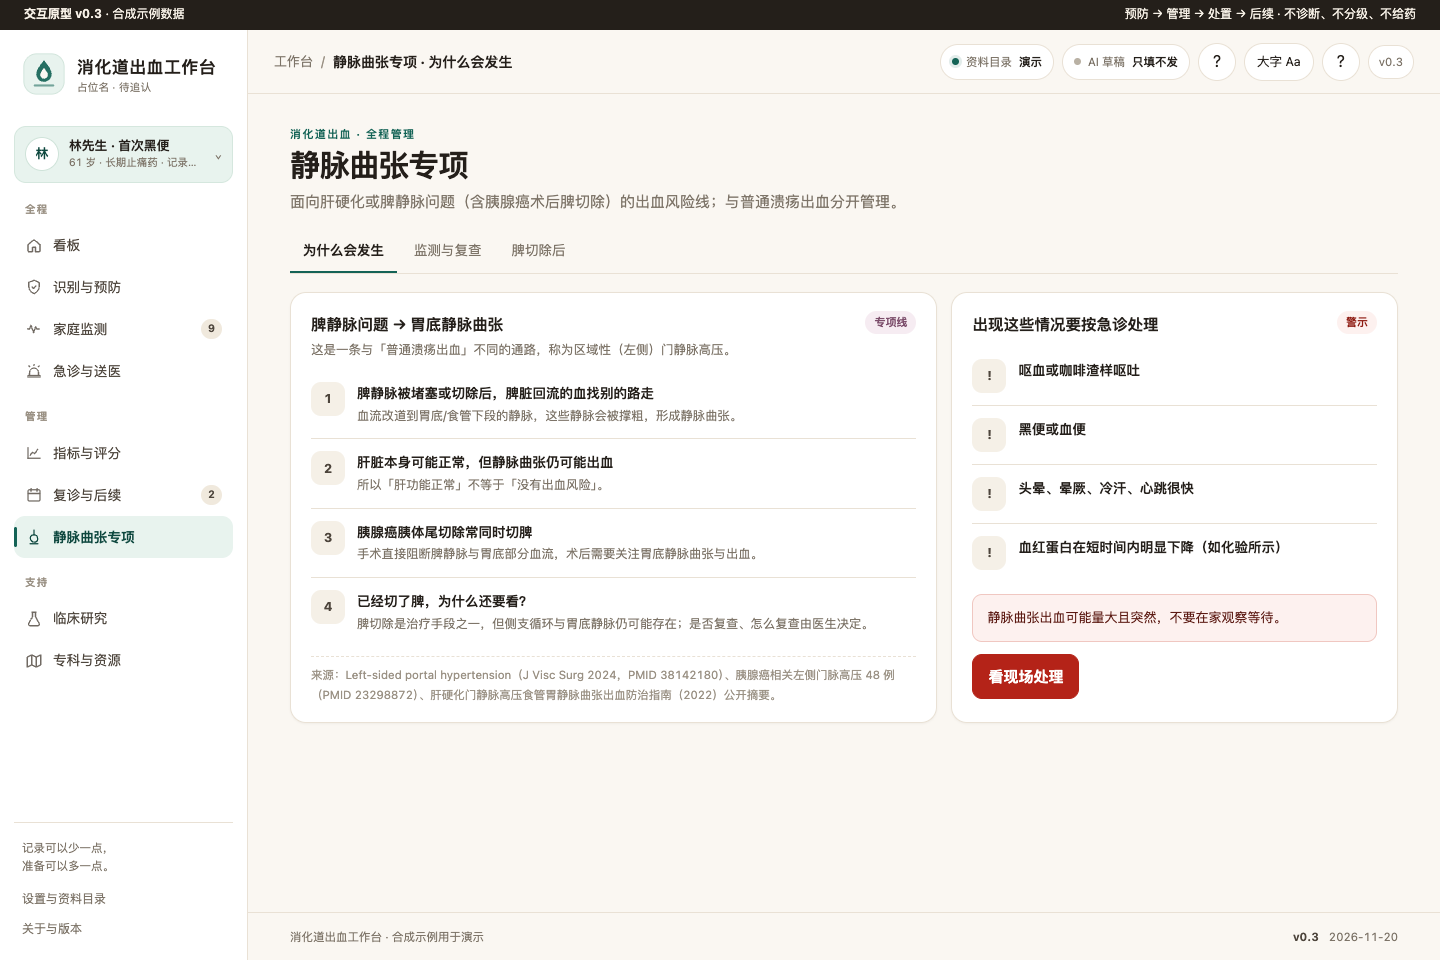 交互原型 v0.3 · 合成示例数据
预防 → 管理 → 处置 → 后续 · 不诊断、不分级、不给药
消化道出血工作台
占位名 · 待追认
林
林先生 · 首次黑便
61 岁 · 长期止痛药 · 记录...
全程
看板
识别与预防
家庭监测
9
急诊与送医
管理
指标与评分
复诊与后续
2
静脉曲张专项
支持
临床研究
专科与资源
记录可以少一点，
准备可以多一点。
设置与资料目录
关于与版本
工作台 / 静脉曲张专项 · 为什么会发生
资料目录 演示
AI 草稿 只填不发
?
大字 Aa
?
v0.3
消化道出血 · 全程管理
静脉曲张专项
面向肝硬化或脾静脉问题（含胰腺癌术后脾切除）的出血风险线；与普通溃疡出血分开管理。
为什么会发生
监测与复查
脾切除后
脾静脉问题 → 胃底静脉曲张
专项线
这是一条与「普通溃疡出血」不同的通路，称为区域性（左侧）门静脉高压。
1
脾静脉被堵塞或切除后，脾脏回流的血找别的路走
血流改道到胃底/食管下段的静脉，这些静脉会被撑粗，形成静脉曲张。
2
肝脏本身可能正常，但静脉曲张仍可能出血
所以「肝功能正常」不等于「没有出血风险」。
3
胰腺癌胰体尾切除常同时切脾
手术直接阻断脾静脉与胃底部分血流，术后需要关注胃底静脉曲张与出血。
4
已经切了脾，为什么还要看?
脾切除是治疗手段之一，但侧支循环与胃底静脉仍可能存在；是否复查、怎么复查由医生决定。
来源：Left-sided portal hypertension（J Visc Surg 2024，PMID 38142180）、胰腺癌相关左侧门脉高压 48 例
（PMID 23298872）、肝硬化门静脉高压食管胃静脉曲张出血防治指南（2022）公开摘要。
出现这些情况要按急诊处理
警示
!
呕血或咖啡渣样呕吐
!
黑便或血便
!
头晕、晕厥、冷汗、心跳很快
!
血红蛋白在短时间内明显下降（如化验所示）
静脉曲张出血可能量大且突然，不要在家观察等待。
看现场处理
消化道出血工作台 · 合成示例用于演示
v0.3 2026-11-20